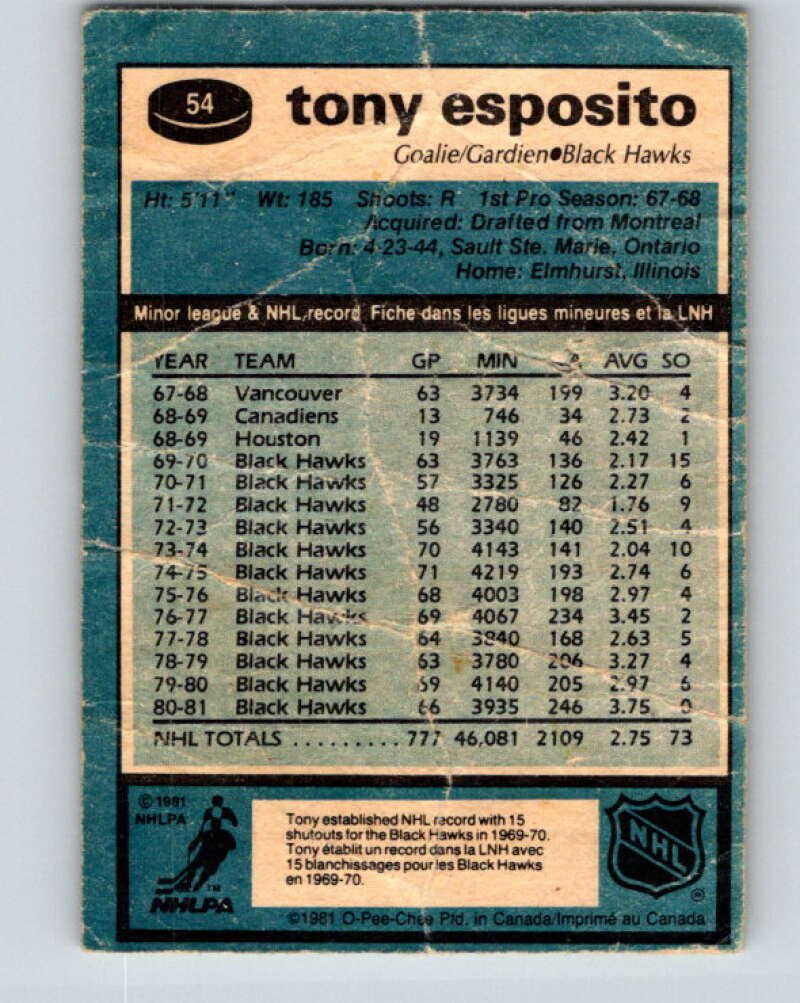 54 tony esposito
Goalie/Gardien●Black Hawks
Ht: 5'11" Wt: 185 Shoots: R 1st Pro Season: 67-68
Acquired: Drafted from Montreal
Born: 4-23-44, Sault Ste. Marie, Ontario
Home: Elmhurst, Illinois
Minor league & NHL record Fiche dans les ligues mineures et la LNH
YEAR TEAM GP MIN AVG SO
67-68 Vancouver 63 3734 199 3.20 4
68-69 Canadiens 13 746 34 2.73 2
68-69 Houston 19 1139 46 2.42 1
69-70 Black Hawks 63 3763 136 2.17 15
70-71 Black Hawks 57 3325 126 2.27 6
71-72 Black Hawks 48 2780 82 1.76 9
72-73 Black Hawks 56 3340 140 2.51 4
73-74 Black Hawks 70 4143 141 2.04 10
74-75 Black Hawks 71 4219 193 2.74 6
75-76 Black Hawks 68 4003 198 2.97 4
76-77 Black Hawks 69 4067 234 3.45 2
77-78 Black Hawks 64 3840 168 2.63 5
78-79 Black Hawks 63 3780 206 3.27 4
79-80 Black Hawks 59 4140 205 2.97 6
80-81 Black Hawks 66 3935 246 3.75 0
NHL TOTALS ......... 777 46,081 2109 2.75 73
© 1981
NHLPA
TM
NHLPA
Tony established NHL record with 15
shutouts for the Black Hawks in 1969-70.
Tony établit un record dans la LNH avec
15 blanchissages pour les Black Hawks
en 1969-70.
NHL
®
©1981 O-Pee-Chee Ptd. in Canada/Imprimé au Canada